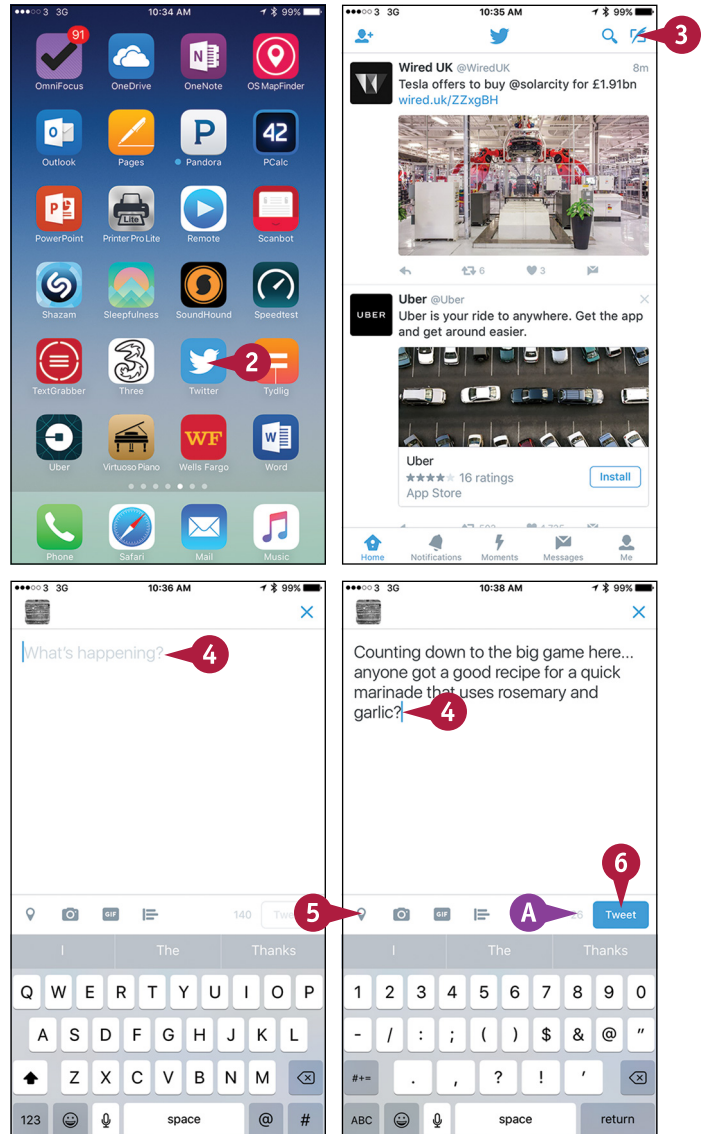 3 3G 10:34 AM 99%
91
OmniFocus OneDrive OneNote OS MapFinder
N
42
Outlook Pages Pandora PCalc
P
Lite
PowerPoint Printer Pro Lite Remote Scanbot
Shazam Sleepfulness SoundHound Speedtest
2
TextGrabber Three Twitter Tydlig
WF
W
Uber Virtuoso Piano Wells Fargo Word
Phone Safari Mail Music
3 3G 10:35 AM 99%
3
Wired UK @WiredUK 8m
Tesla offers to buy @solarcity for £1.91bn
wired.uk/ZZxgBH
6 3
Uber @Uber
UBER
Uber is your ride to anywhere. Get the app
and get around easier.
Uber
16 ratings
Install
App Store
Home Notifications Moments Messages Me
3 3G 10:36 AM 99%
What's happening?
4
GIF 140
I The Thanks
Q W E R T Y U I O P
A S D F G H J K L
Z X C V B N M
123 space @ #
3 3G 10:38 AM 99%
Counting down to the big game here...
anyone got a good recipe for a quick
marinade that uses rosemary and
garlic?
4
6
5 GIF A Tweet
I The Thanks
1 2 3 4 5 6 7 8 9 0
- / : ; ( ) $ & @ "
#+= . , ? ! '
ABC space return